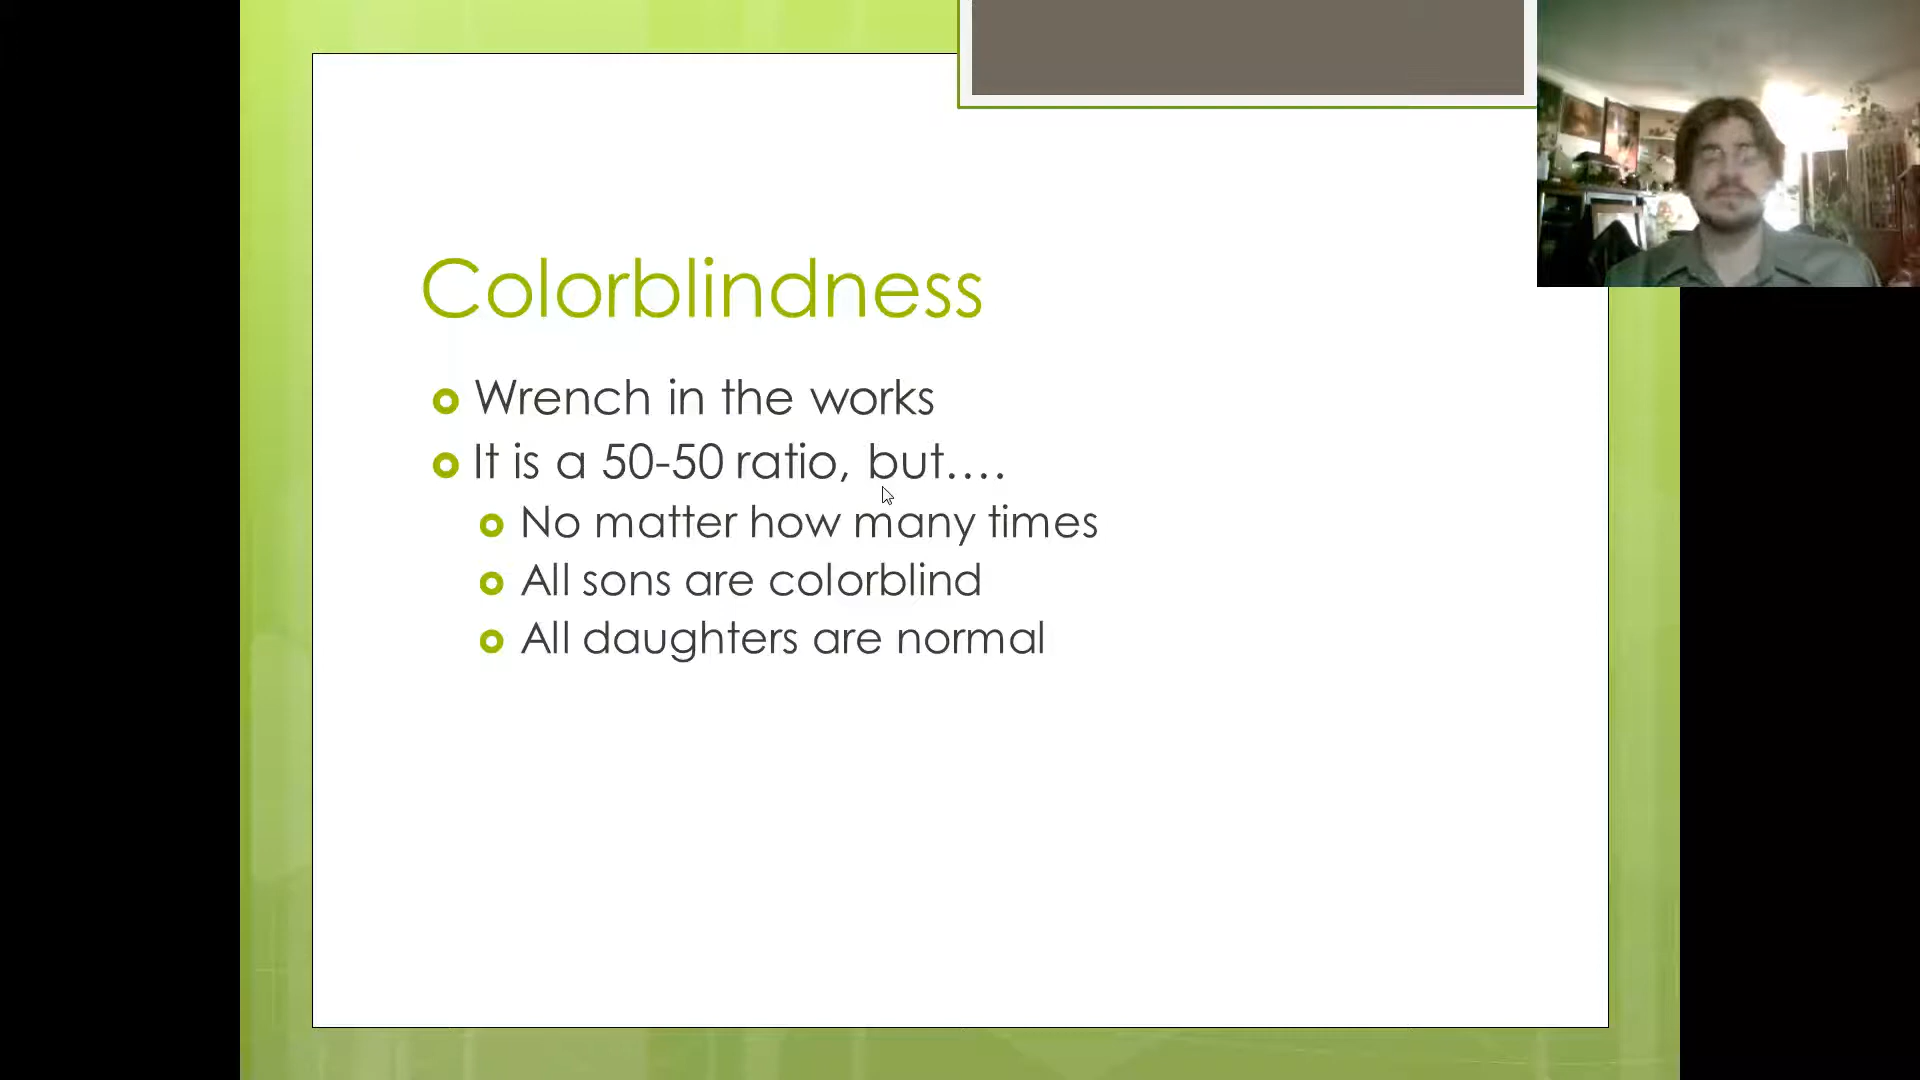 Colorblindness
Wrench in the works
It is a 50-50 ratio, but....
No matter how many times
All sons are colorblind
All daughters are normal